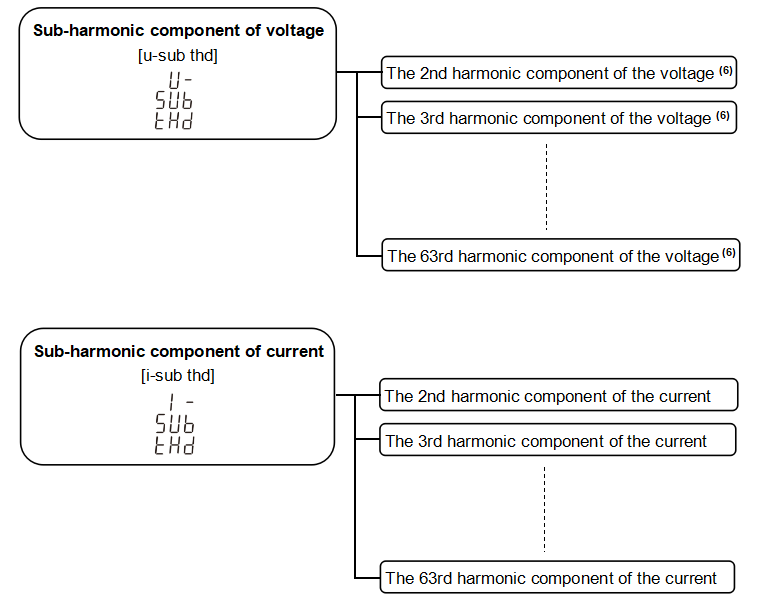 Sub-harmonic component of voltage
[u-sub thd]
U-
SUb
tHd
The 2nd harmonic component of the voltage (6)
The 3rd harmonic component of the voltage (6)
The 63rd harmonic component of the voltage (6)
Sub-harmonic component of current
[i-sub thd]
I -
SUb
tHd
The 2nd harmonic component of the current
The 3rd harmonic component of the current
The 63rd harmonic component of the current